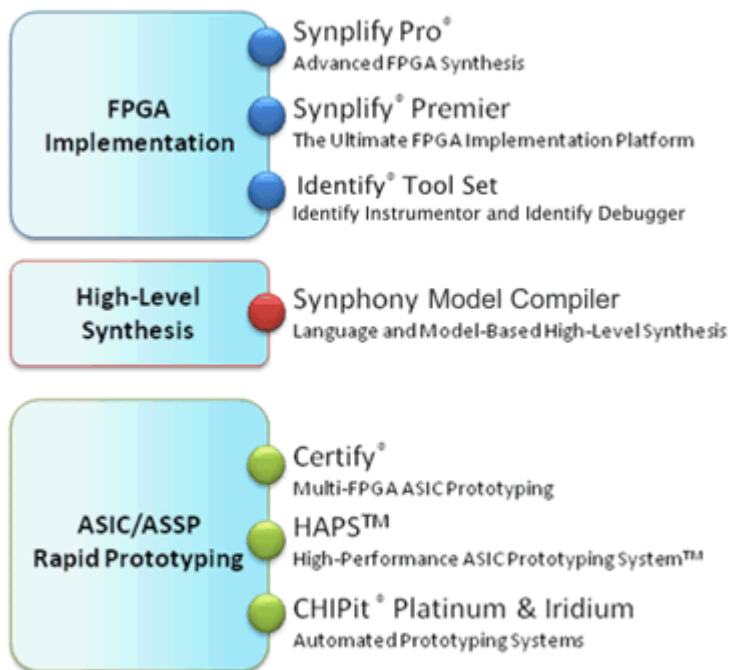 FPGA
Implementation
Synplify Pro®
Advanced FPGA Synthesis
Synplify® Premier
The Ultimate FPGA Implementation Platform
Identify® Tool Set
Identify Instrumentor and Identify Debugger
High-Level
Synthesis
Synphony Model Compiler
Language and Model-Based High-Level Synthesis
ASIC/ASSP
Rapid Prototyping
Certify®
Multi-FPGA ASIC Prototyping
HAPS™
High-Performance ASIC Prototyping System™
CHIPit® Platinum & Iridium
Automated Prototyping Systems